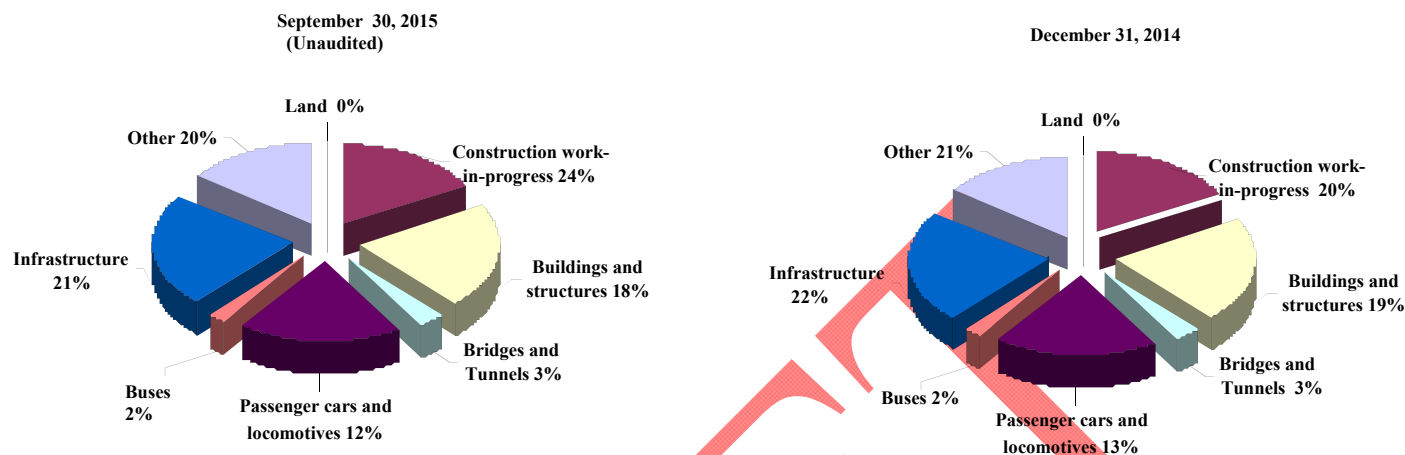 September 30, 2015
(Unaudited)
Land 0%
Other 20%
Construction work-
in-progress 24%
Infrastructure
21%
Buildings and
structures 18%
Bridges and
Tunnels 3%
Buses
2%
Passenger cars and
locomotives 12%
December 31, 2014
Land 0%
Other 21%
Construction work-
in-progress 20%
Infrastructure
22%
Buildings and
structures 19%
Bridges and
Tunnels 3%
Buses 2%
Passenger cars and
locomotives 13%